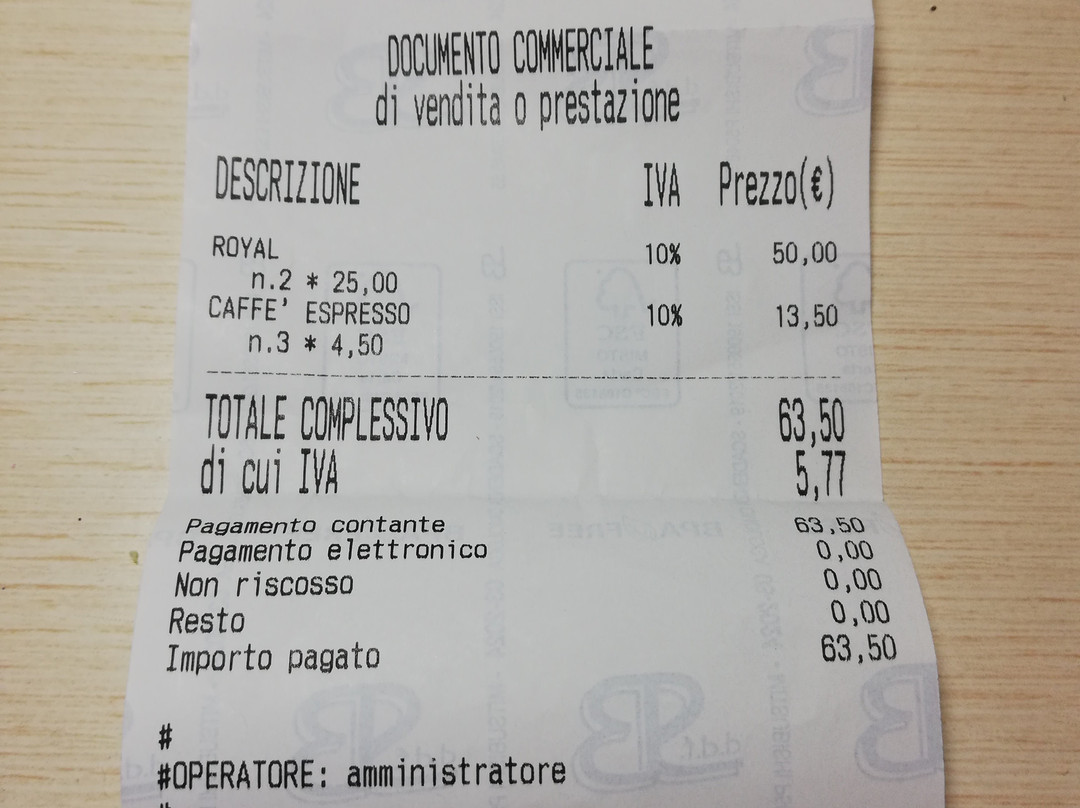 DOCUMENTO COMMERCIALE
di vendita o prestazione
DESCRIZIONE IVA Prezzo(€)
ROYAL 10% 50,00
n.2 * 25,00
CAFFE' ESPRESSO 10% 13,50
n.3 * 4,50
TOTALE COMPLESSIVO 63,50
di cui IVA 5,77
Pagamento contante 63,50
Pagamento elettronico 0,00
Non riscosso 0,00
Resto 0,00
Importo pagato 63,50
#
#OPERATORE: amministratore